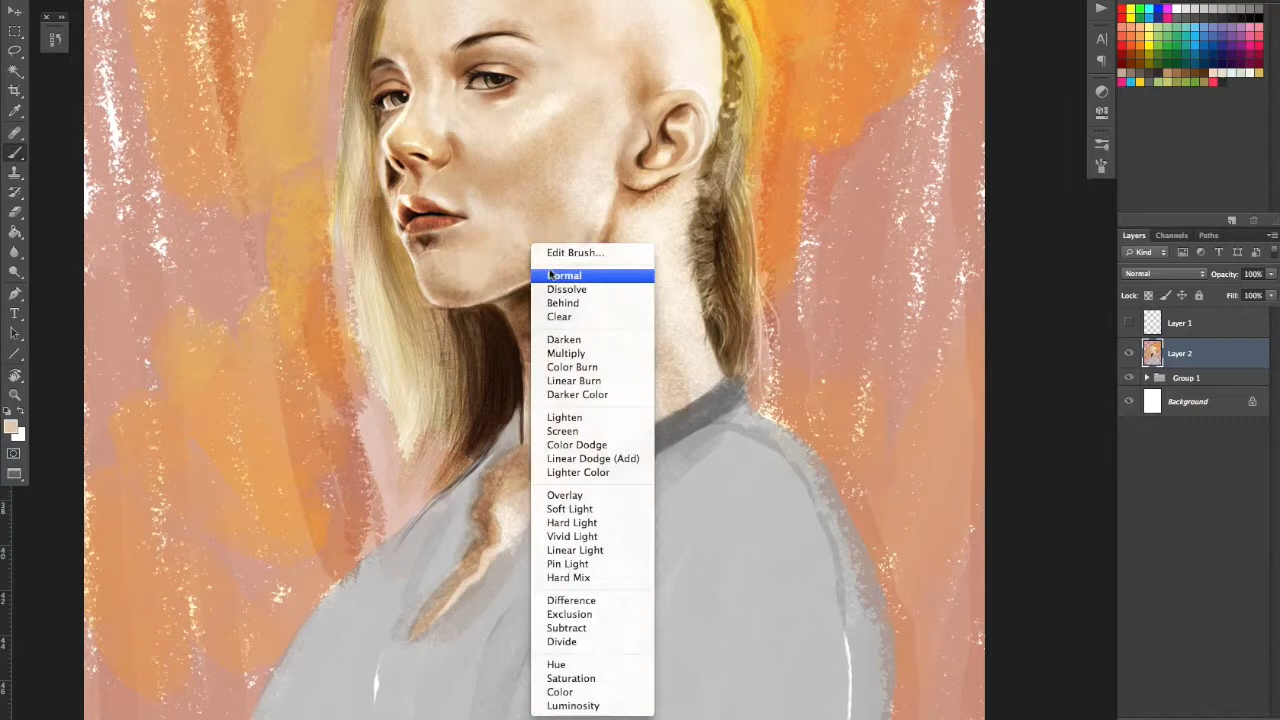 Edit Brush...
Normal
Dissolve
Behind
Clear
Darken
Multiply
Color Burn
Linear Burn
Darker Color
Lighten
Screen
Color Dodge
Linear Dodge (Add)
Lighter Color
Overlay
Soft Light
Hard Light
Vivid Light
Linear Light
Pin Light
Hard Mix
Difference
Exclusion
Subtract
Divide
Hue
Saturation
Color
Luminosity
Layers Channels Paths
Kind
Normal Opacity: 100%
Lock: Fill: 100%
Layer 1
Layer 2
Group 1
Background